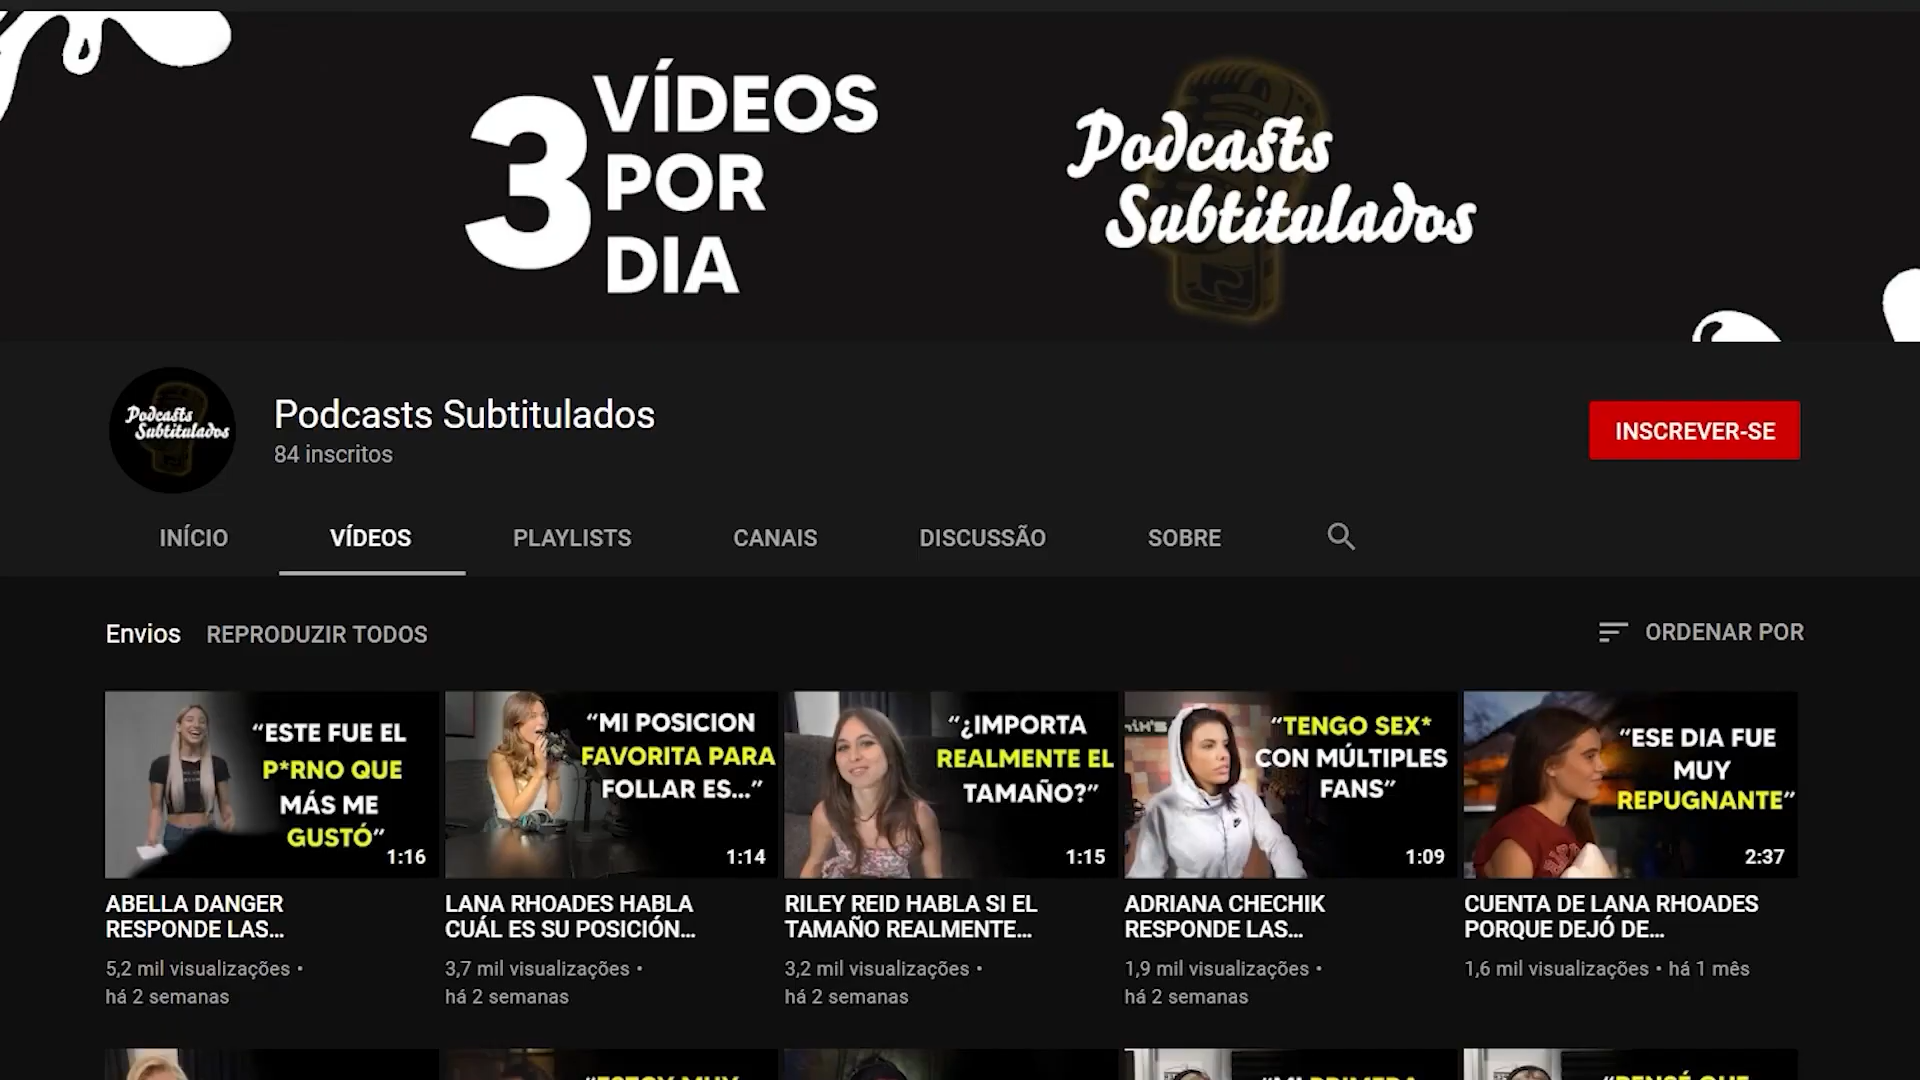 3 VÍDEOS
POR
DIA
Podcasts
Subtitulados
Podcasts
Subtitulados
Podcasts Subtitulados
84 inscritos
INSCREVER-SE
INÍCIO
VÍDEOS
PLAYLISTS
CANAIS
DISCUSSÃO
SOBRE
Envios
REPRODUZIR TODOS
ORDENAR POR
“ESTE FUE EL
P*RNO QUE
MÁS ME
GUSTÓ”
1:16
ABELLA DANGER
RESPONDE LAS...
5,2 mil visualizações •
há 2 semanas
“MI POSICION
FAVORITA PARA
FOLLAR ES...”
1:14
LANA RHOADES HABLA
CUÁL ES SU POSICIÓN...
3,7 mil visualizações •
há 2 semanas
“¿IMPORTA
REALMENTE EL
TAMAÑO?”
1:15
RILEY REID HABLA SI EL
TAMAÑO REALMENTE...
3,2 mil visualizações •
há 2 semanas
“TENGO SEX*
CON MÚLTIPLES
FANS”
1:09
ADRIANA CHECHIK
RESPONDE LAS...
1,9 mil visualizações •
há 2 semanas
“ESE DIA FUE
MUY
REPUGNANTE”
2:37
CUENTA DE LANA RHOADES
PORQUE DEJÓ DE...
1,6 mil visualizações • há 1 mês
“ESTOY MUY
“MI PRIMERA
“PENSÉ QUE